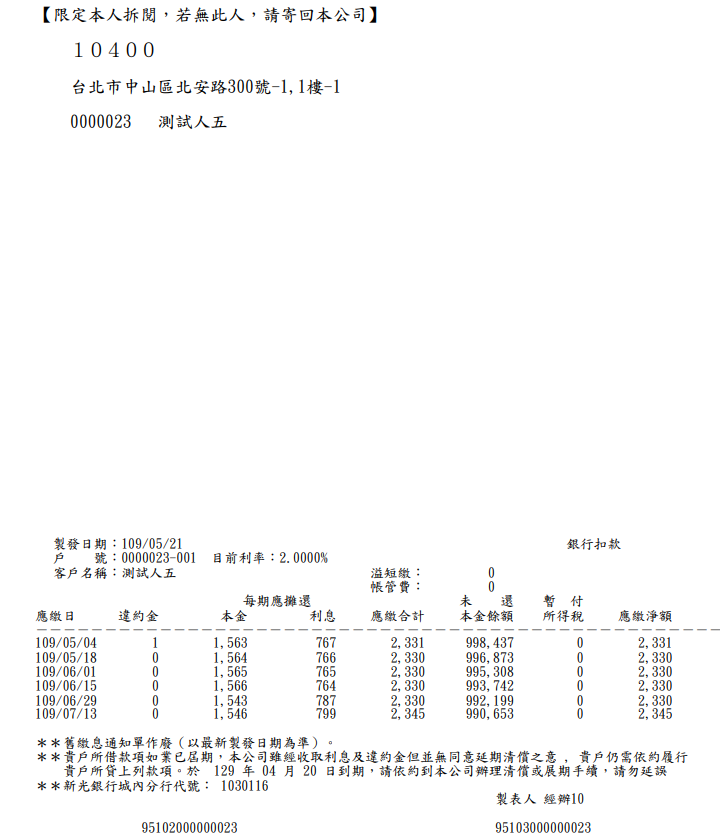 【限定本人拆閱，若無此人，請寄回本公司】
１０４００
台北市中山區北安路300號-1,1樓-1
0000023 測試人五
製發日期：109/05/21 銀行扣款
戶 號：0000023-001 目前利率：2.0000%
客戶名稱：測試人五 溢短繳： 0
帳管費： 0
每期應攤還 未 還 暫 付
應繳日 違約金 本金 利息 應繳合計 本金餘額 所得稅 應繳淨額
109/05/04 1 1,563 767 2,331 998,437 0 2,331
109/05/18 0 1,564 766 2,330 996,873 0 2,330
109/06/01 0 1,565 765 2,330 995,308 0 2,330
109/06/15 0 1,566 764 2,330 993,742 0 2,330
109/06/29 0 1,543 787 2,330 992,199 0 2,330
109/07/13 0 1,546 799 2,345 990,653 0 2,345
＊＊舊繳息通知單作廢（以最新製發日期為準）。
＊＊貴戶所借款項如業已屆期，本公司雖經收取利息及違約金但並無同意延期清償之意 , 貴戶仍需依約履行
貴戶所貸上列款項。於 129 年 04 月 20 日到期，請依約到本公司辦理清償或展期手續，請勿延誤
＊＊新光銀行城內分行代號： 1030116
製表人 經辦10
95102000000023 95103000000023